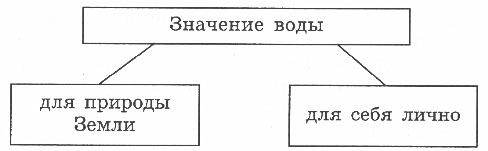 Значение воды
для природы
Земли
для себя лично